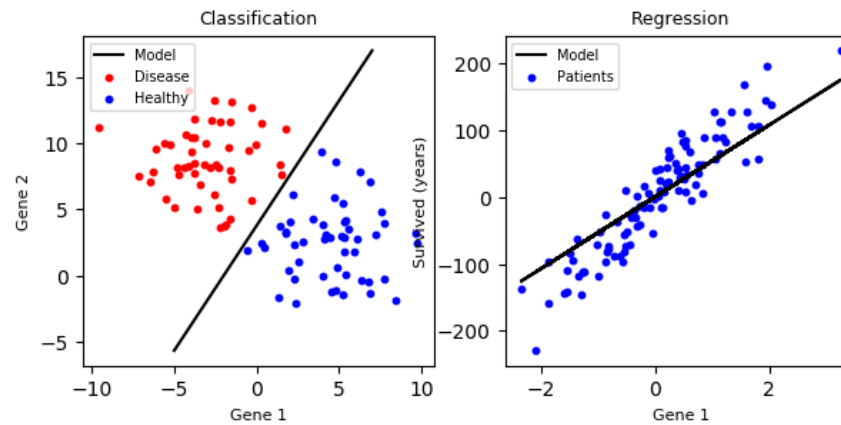 Classification
Model
Disease
Healthy
15
10
5
0
−5
Gene 2
−10
−5
0
5
10
Gene 1
Regression
Model
Patients
200
100
0
−100
−200
Survived (years)
−2
0
2
Gene 1